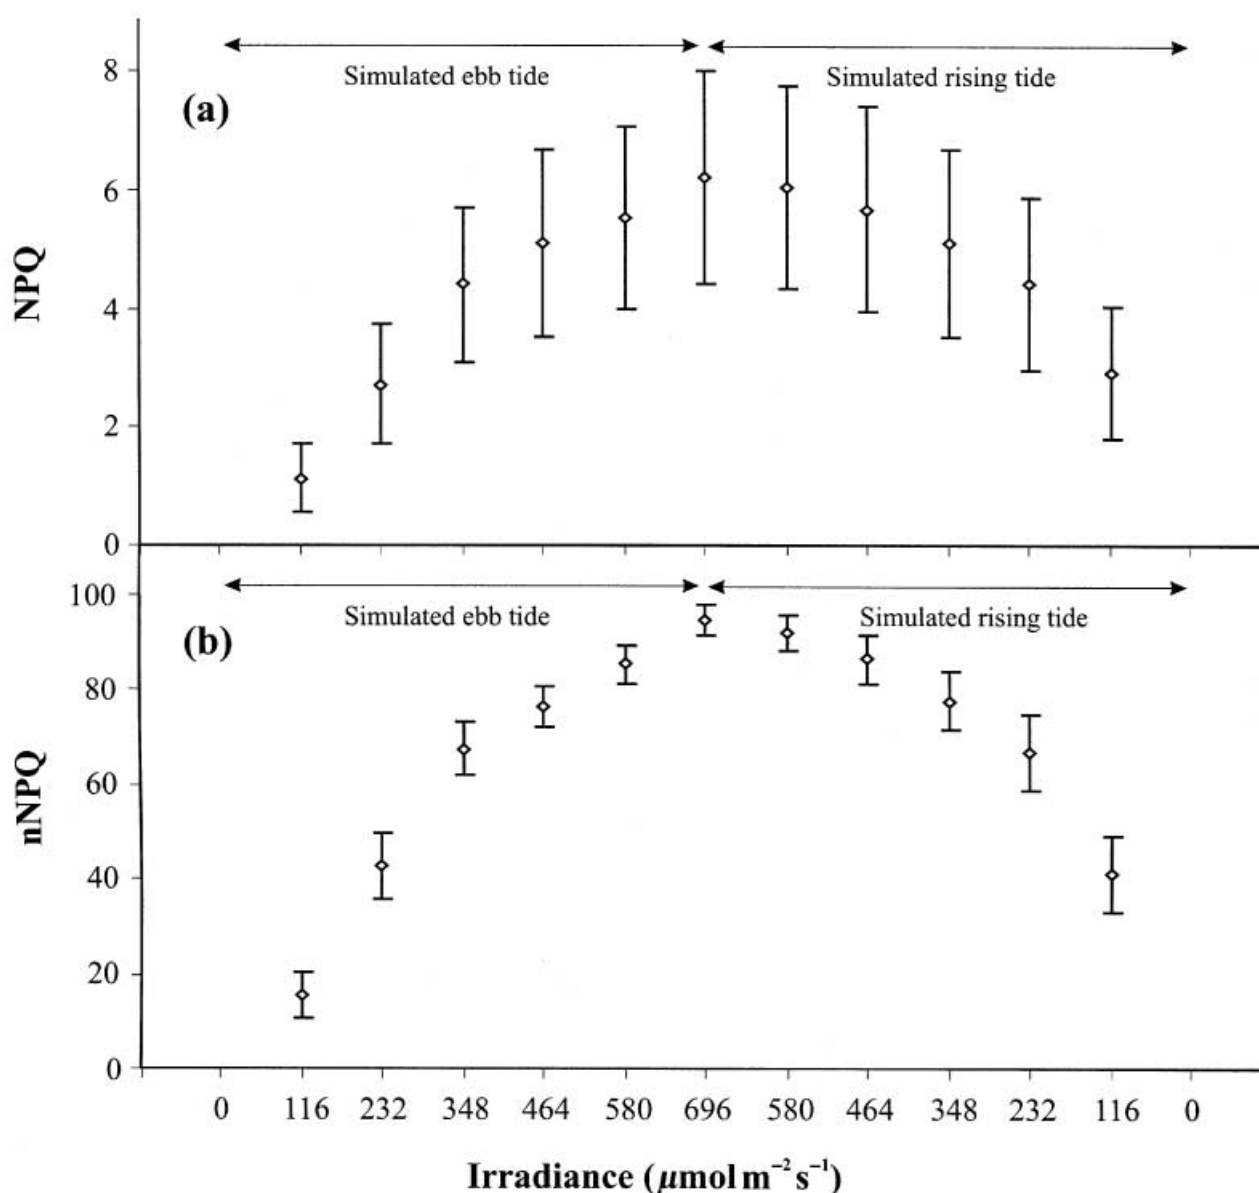 Simulated ebb tide
Simulated rising tide
(a)
8
6
4
2
0
NPQ
Simulated ebb tide
Simulated rising tide
(b)
100
80
60
40
20
0
nNPQ
0 116 232 348 464 580 696 580 464 348 232 116 0
Irradiance (μmol m⁻² s⁻¹)